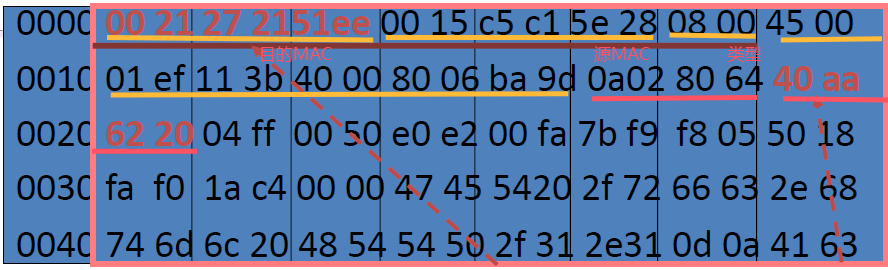 0000 00 21 27 2151ee 00 15 c5 c1 5e 28 08 00 45 00
目的MAC 源MAC 类型
0010 01 ef 11 3b 40 00 80 06 ba 9d 0a02 80 64 40 aa
0020 62 20 04 ff 00 50 e0 e2 00 fa 7b f9 f8 05 50 18
0030 fa f0 1a c4 00 00 47 45 5420 2f 72 66 63 2e 68
0040 74 6d 6c 20 48 54 54 50 2f 31 2e31 0d 0a 41 63